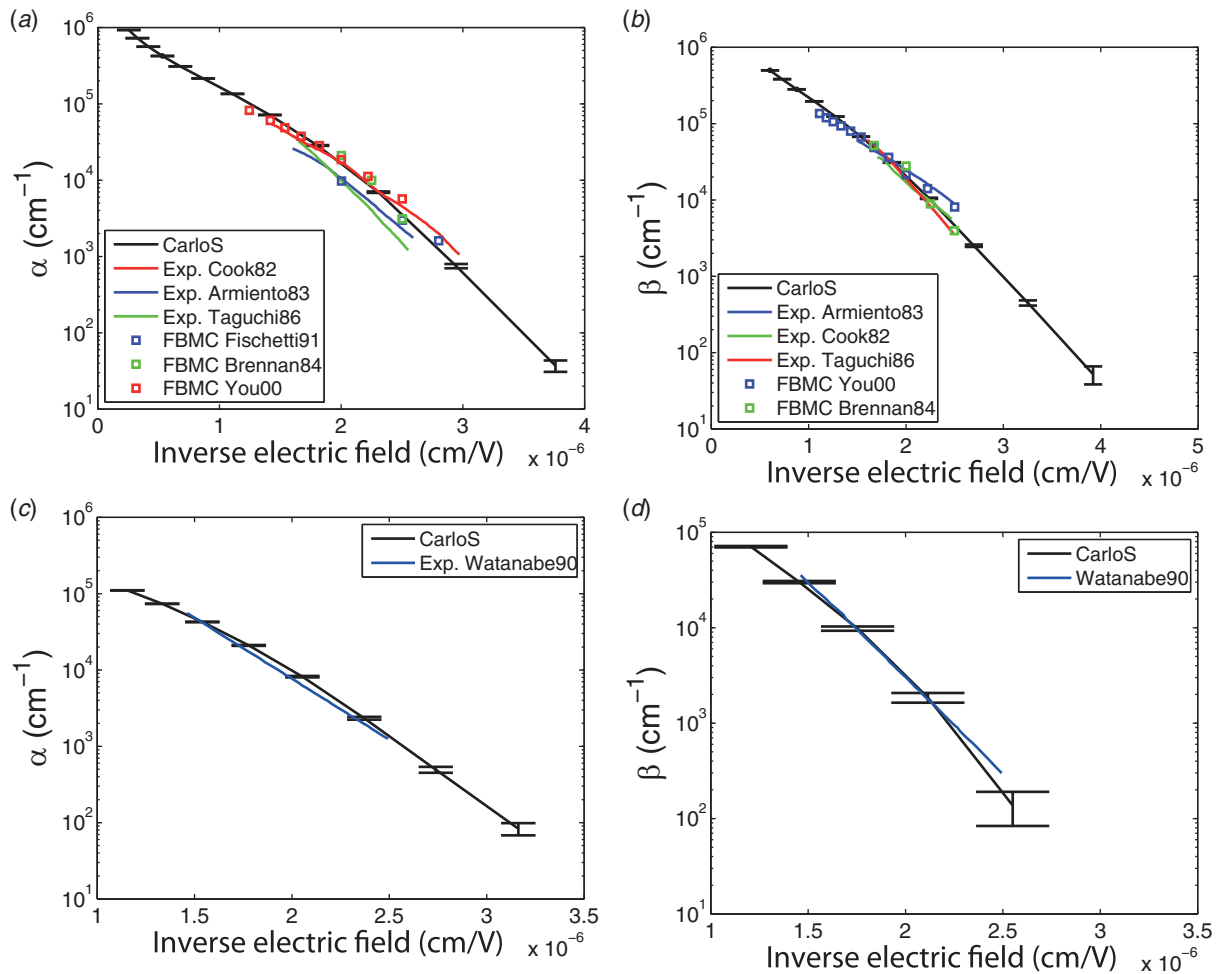 (a)
10^6
10^5
10^4
10^3
10^2
10^1
α (cm^−1)
CarloS
Exp. Cook82
Exp. Armiento83
Exp. Taguchi86
FBMC Fischetti91
FBMC Brennan84
FBMC You00
0 1 2 3 4
Inverse electric field (cm/V) x 10^−6
(b)
10^6
10^5
10^4
10^3
10^2
10^1
β (cm^−1)
CarloS
Exp. Armiento83
Exp. Cook82
Exp. Taguchi86
FBMC You00
FBMC Brennan84
0 1 2 3 4 5
Inverse electric field (cm/V) x 10^−6
(c)
10^6
10^5
10^4
10^3
10^2
10^1
α (cm^−1)
CarloS
Exp. Watanabe90
1 1.5 2 2.5 3 3.5
Inverse electric field (cm/V) x 10^−6
(d)
10^5
10^4
10^3
10^2
10^1
β (cm^−1)
CarloS
Watanabe90
1 1.5 2 2.5 3 3.5
Inverse electric field (cm/V) x 10^−6